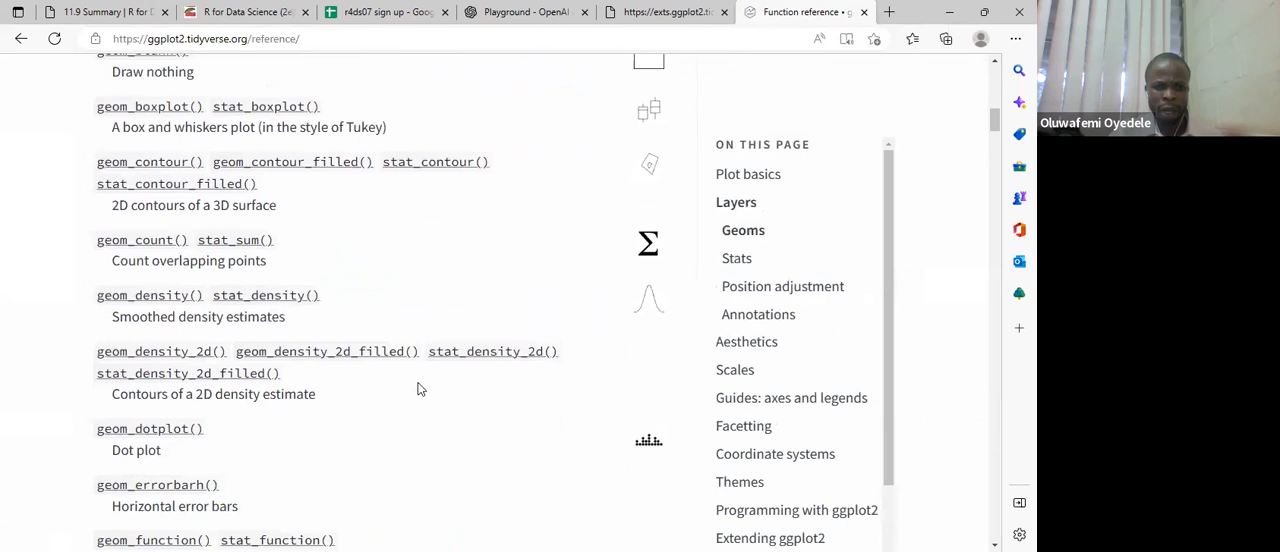 11.9 Summary | R for D
R for Data Science (2e)
r4ds07 sign up - Goog
Playground - OpenAI
https://exts.ggplot2.ti
Function reference • g
https://ggplot2.tidyverse.org/reference/
Draw nothing
geom_boxplot() stat_boxplot()
A box and whiskers plot (in the style of Tukey)
geom_contour() geom_contour_filled() stat_contour()
stat_contour_filled()
2D contours of a 3D surface
geom_count() stat_sum()
Count overlapping points
geom_density() stat_density()
Smoothed density estimates
geom_density_2d() geom_density_2d_filled() stat_density_2d()
stat_density_2d_filled()
Contours of a 2D density estimate
geom_dotplot()
Dot plot
geom_errorbarh()
Horizontal error bars
geom_function() stat_function()
ON THIS PAGE
Plot basics
Layers
Geoms
Stats
Position adjustment
Annotations
Aesthetics
Scales
Guides: axes and legends
Facetting
Coordinate systems
Themes
Programming with ggplot2
Extending ggplot2
Oluwafemi Oyedele